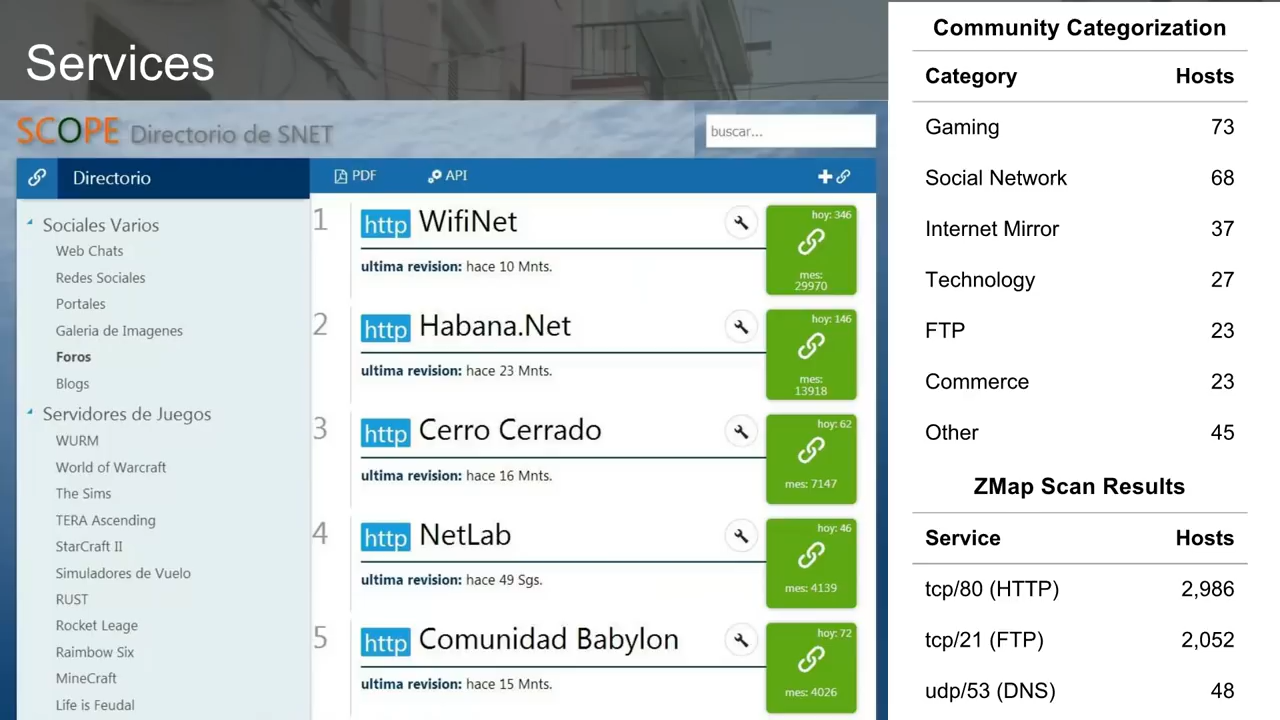 Services
SCOPE Directorio de SNET
buscar...
Directorio
PDF
API
Sociales Varios
Web Chats
Redes Sociales
Portales
Galeria de Imagenes
Foros
Blogs
Servidores de Juegos
WURM
World of Warcraft
The Sims
TERA Ascending
StarCraft II
Simuladores de Vuelo
RUST
Rocket Leage
Raimbow Six
MineCraft
Life is Feudal
1
http WifiNet
ultima revision: hace 10 Mnts.
hoy: 346
mes:
29970
2
http Habana.Net
ultima revision: hace 23 Mnts.
hoy: 146
mes:
13918
3
http Cerro Cerrado
ultima revision: hace 16 Mnts.
hoy: 62
mes: 7147
4
http NetLab
ultima revision: hace 49 Sgs.
hoy: 46
mes: 4139
5
http Comunidad Babylon
ultima revision: hace 15 Mnts.
hoy: 72
mes: 4026
Community Categorization
Category Hosts
Gaming 73
Social Network 68
Internet Mirror 37
Technology 27
FTP 23
Commerce 23
Other 45
ZMap Scan Results
Service Hosts
tcp/80 (HTTP) 2,986
tcp/21 (FTP) 2,052
udp/53 (DNS) 48